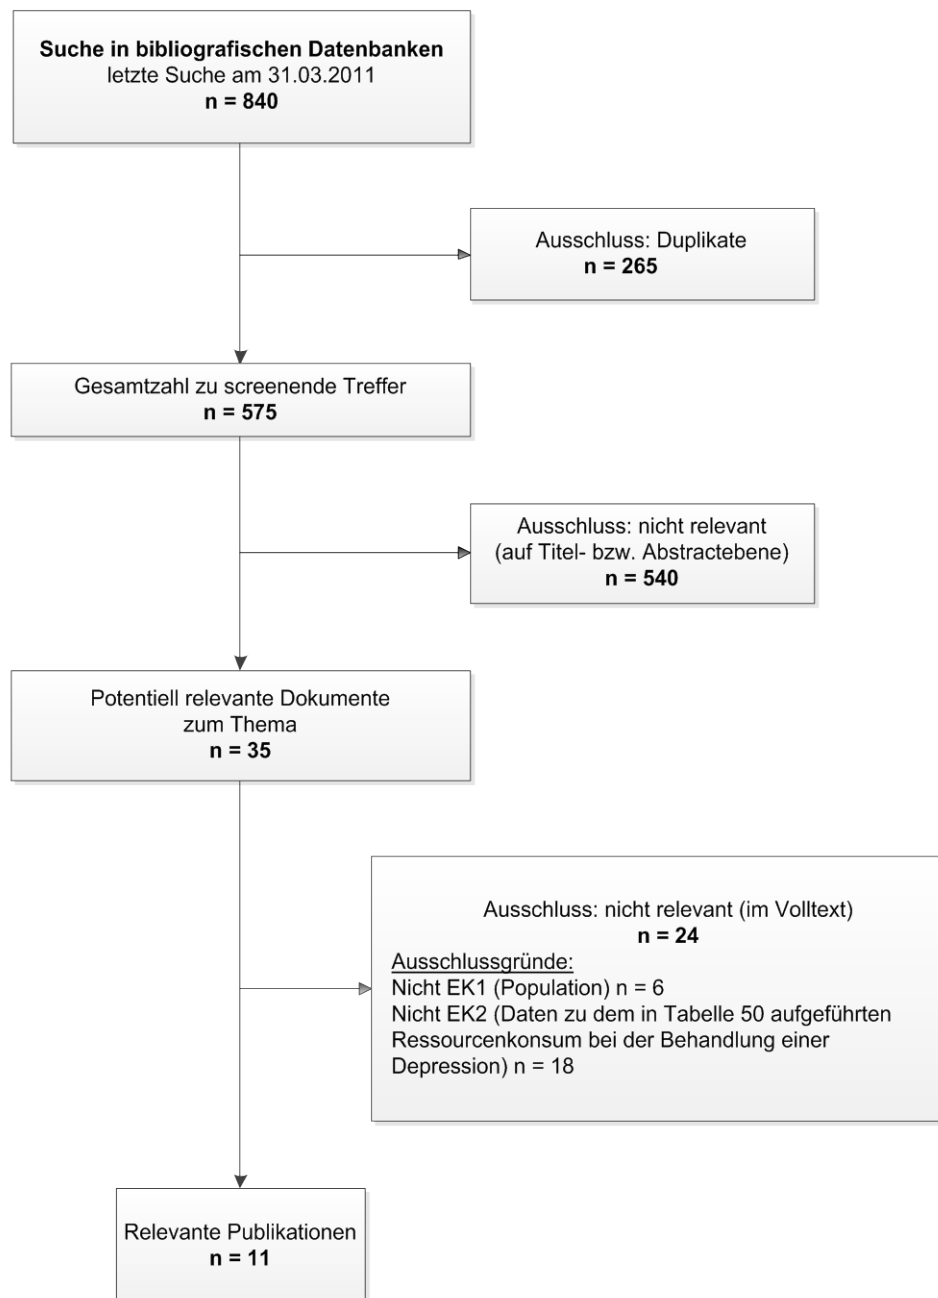 Suche in bibliografischen Datenbanken
letzte Suche am 31.03.2011
n = 840
Ausschluss: Duplikate
n = 265
Gesamtzahl zu screenende Treffer
n = 575
Ausschluss: nicht relevant
(auf Titel- bzw. Abstractebene)
n = 540
Potentiell relevante Dokumente
zum Thema
n = 35
Ausschluss: nicht relevant (im Volltext)
n = 24
Ausschlussgründe:
Nicht EK1 (Population) n = 6
Nicht EK2 (Daten zu dem in Tabelle 50 aufgeführten
Ressourcenkonsum bei der Behandlung einer
Depression) n = 18
Relevante Publikationen
n = 11